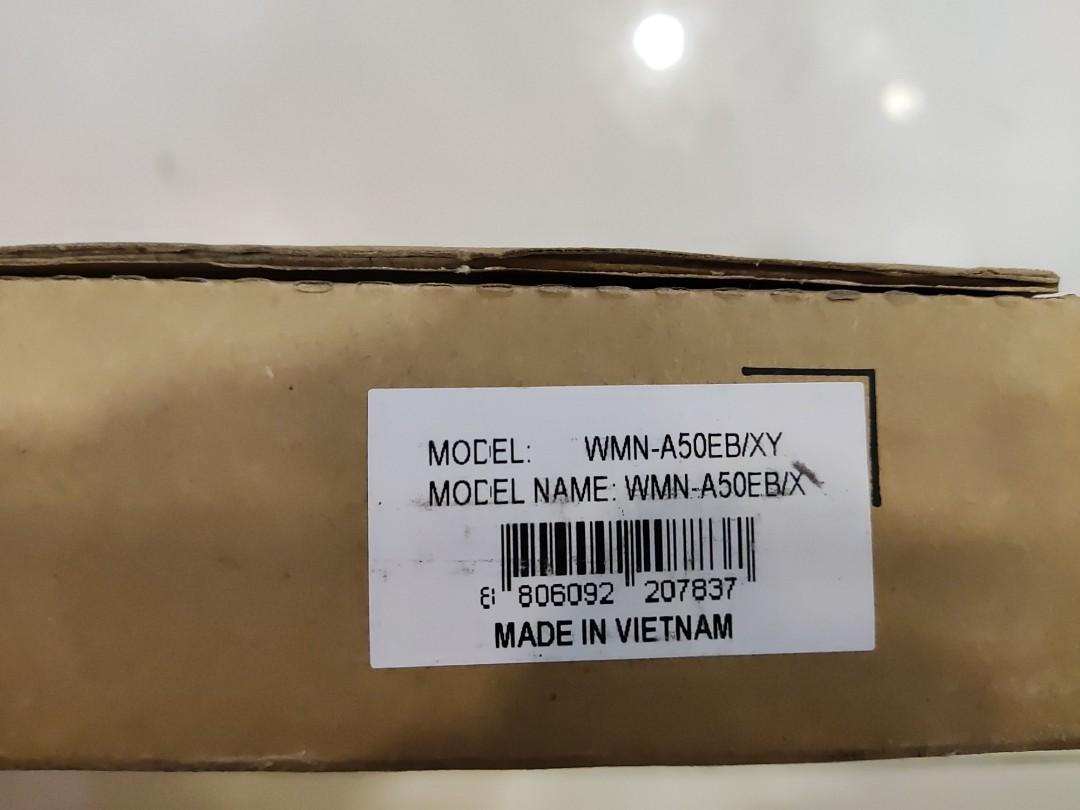 MODEL: WMN-A50EB/XY
MODEL NAME: WMN-A50EB/X
8 806092 207837
MADE IN VIETNAM